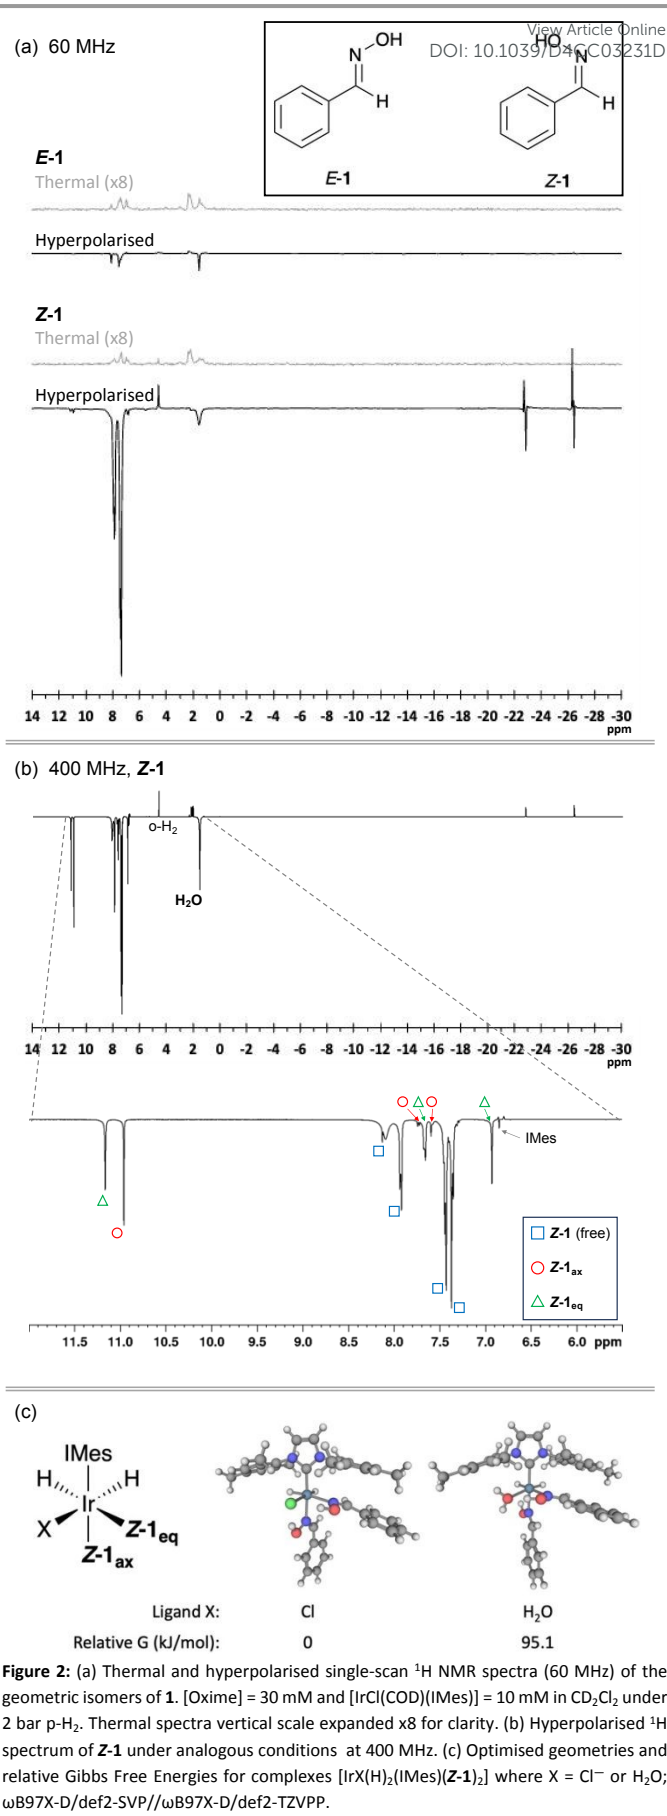 View Article Online
DOI: 10.1039/D4CC03231D
(a) 60 MHz
N
OH
H
E-1
HO
N
H
Z-1
E-1
Thermal (x8)
Hyperpolarised
Z-1
Thermal (x8)
Hyperpolarised
14 12 10 8 6 4 2 0 -2 -4 -6 -8 -10 -12 -14 -16 -18 -20 -22 -24 -26 -28 -30
ppm
(b) 400 MHz, Z-1
o-H₂
H₂O
14 12 10 8 6 4 2 0 -2 -4 -6 -8 -10 -12 -14 -16 -18 -20 -22 -24 -26 -28 -30
ppm
IMes
Z-1 (free)
Z-1ax
Z-1eq
11.5 11.0 10.5 10.0 9.5 9.0 8.5 8.0 7.5 7.0 6.5 6.0 ppm
(c)
IMes
H H
Ir
X Z-1eq
Z-1ax
Ligand X: Cl H₂O
Relative G (kJ/mol): 0 95.1
Figure 2: (a) Thermal and hyperpolarised single-scan ¹H NMR spectra (60 MHz) of the
geometric isomers of 1. [Oxime] = 30 mM and [IrCl(COD)(IMes)] = 10 mM in CD₂Cl₂ under
2 bar p-H₂. Thermal spectra vertical scale expanded x8 for clarity. (b) Hyperpolarised ¹H
spectrum of Z-1 under analogous conditions at 400 MHz. (c) Optimised geometries and
relative Gibbs Free Energies for complexes [IrX(H)₂(IMes)(Z-1)₂] where X = Cl⁻ or H₂O;
ωB97X-D/def2-SVP//ωB97X-D/def2-TZVPP.